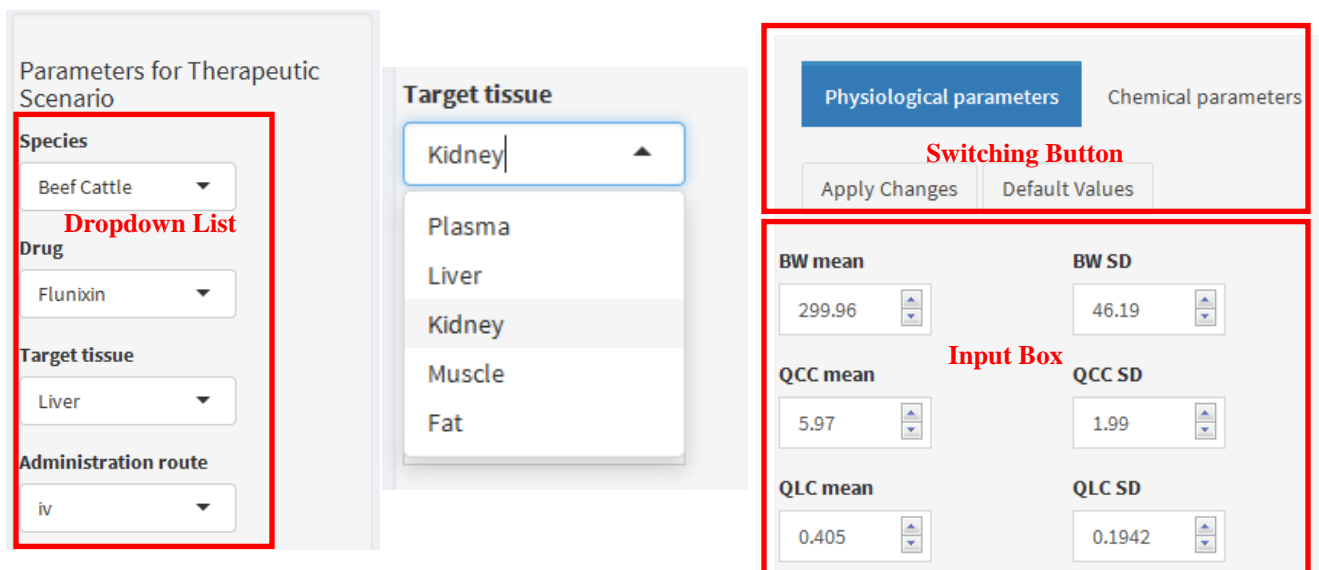 Parameters for Therapeutic
Scenario
Species
Beef Cattle
Dropdown List
Drug
Flunixin
Target tissue
Liver
Administration route
iv
Target tissue
Kidney
Plasma
Liver
Kidney
Muscle
Fat
Physiological parameters Chemical parameters
Switching Button
Apply Changes Default Values
BW mean BW SD
299.96 46.19
Input Box
QCC mean QCC SD
5.97 1.99
QLC mean QLC SD
0.405 0.1942